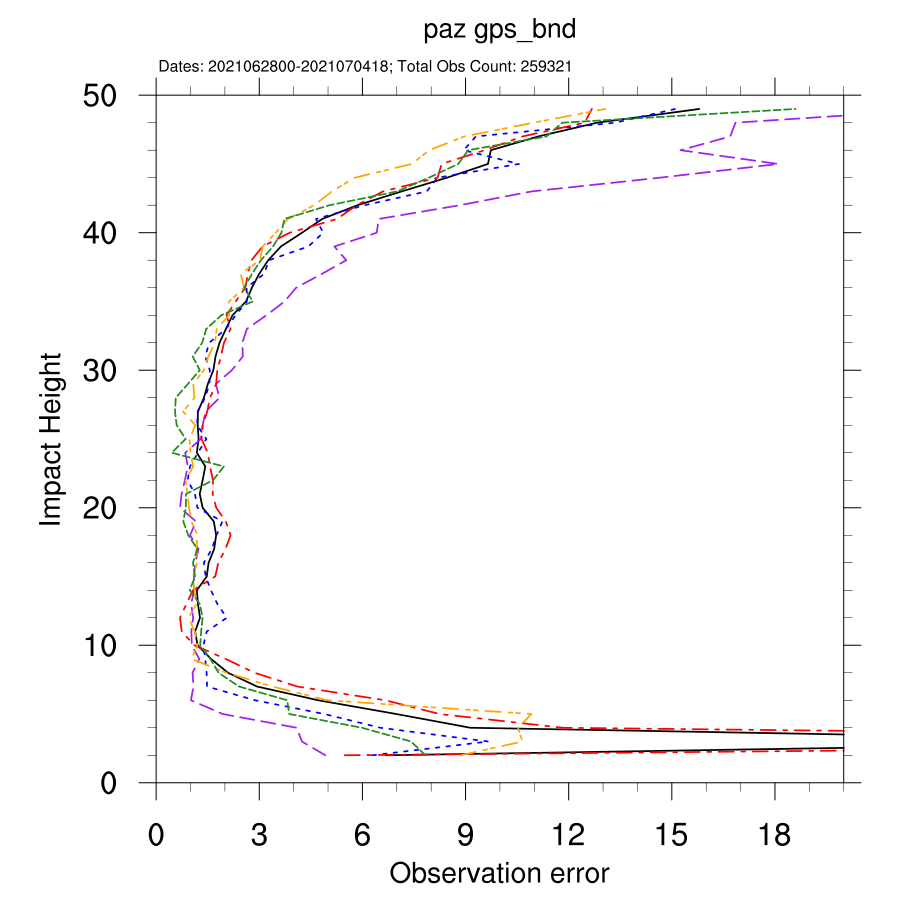 paz gps_bnd
Dates: 2021062800-2021070418; Total Obs Count: 259321
50
40
30
20
10
0
Impact Height
0 3 6 9 12 15 18
Observation error